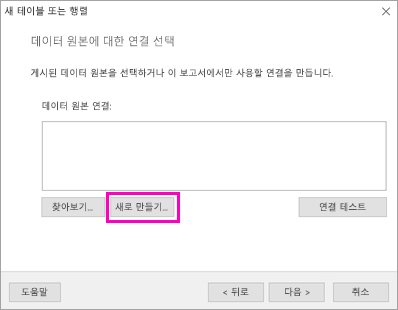 새 테이블 또는 행렬
데이터 원본에 대한 연결 선택
게시된 데이터 원본을 선택하거나 이 보고서에서만 사용할 연결을 만듭니다.
데이터 원본 연결:
찾아보기... 새로 만들기... 연결 테스트
도움말 < 뒤로 다음 > 취소